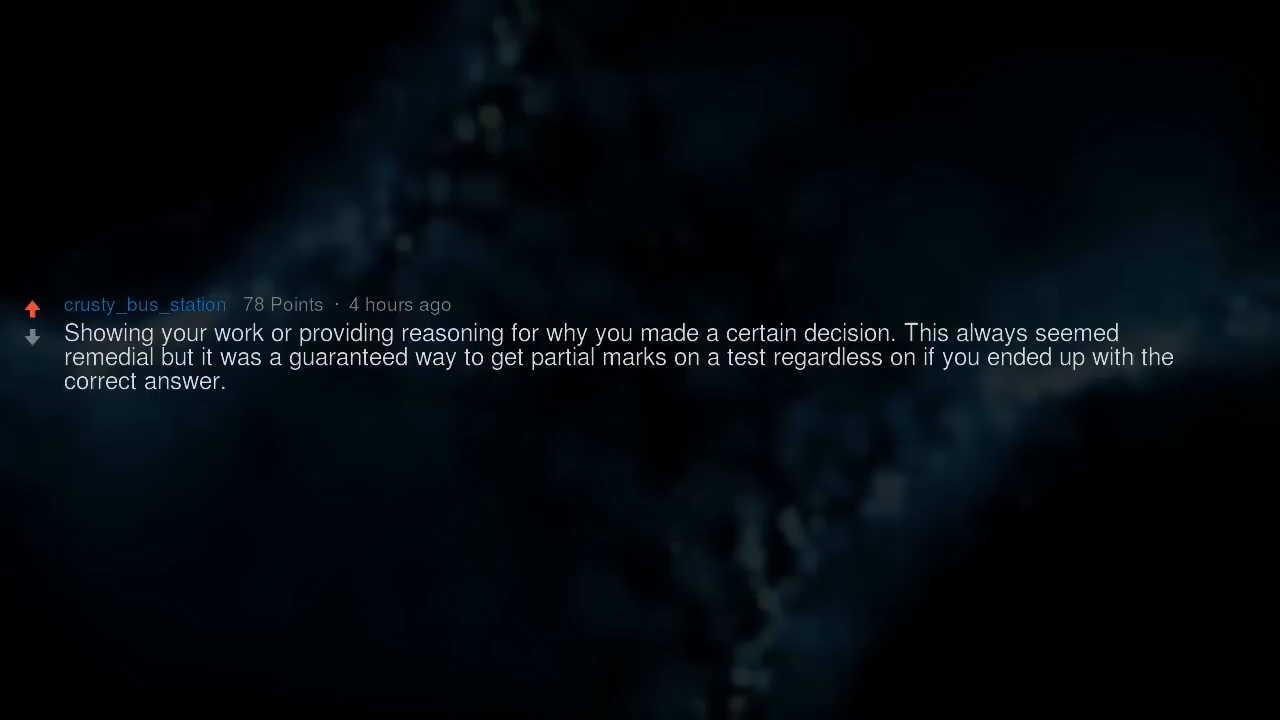 crusty_bus_station 78 Points · 4 hours ago
Showing your work or providing reasoning for why you made a certain decision. This always seemed
remedial but it was a guaranteed way to get partial marks on a test regardless on if you ended up with the
correct answer.